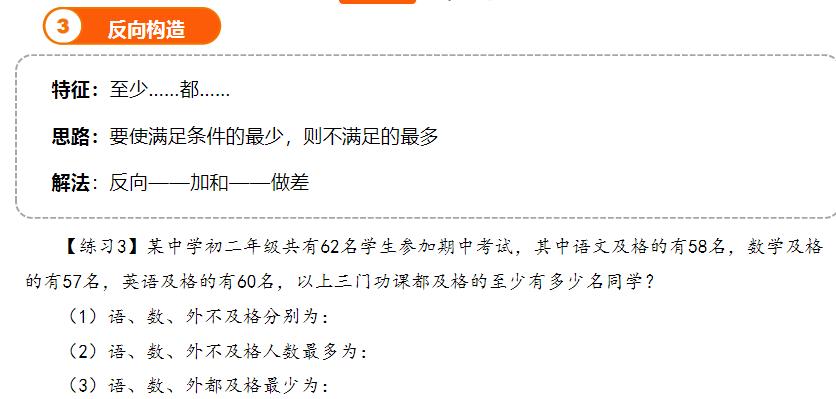 3 反向构造
特征：至少……都……
思路：要使满足条件的最少，则不满足的最多
解法：反向——加和——做差
【练习3】某中学初二年级共有62名学生参加期中考试，其中语文及格的有58名，数学及格
的有57名，英语及格的有60名，以上三门功课都及格的至少有多少名同学？
（1）语、数、外不及格分别为：
（2）语、数、外不及格人数最多为：
（3）语、数、外都及格最少为：